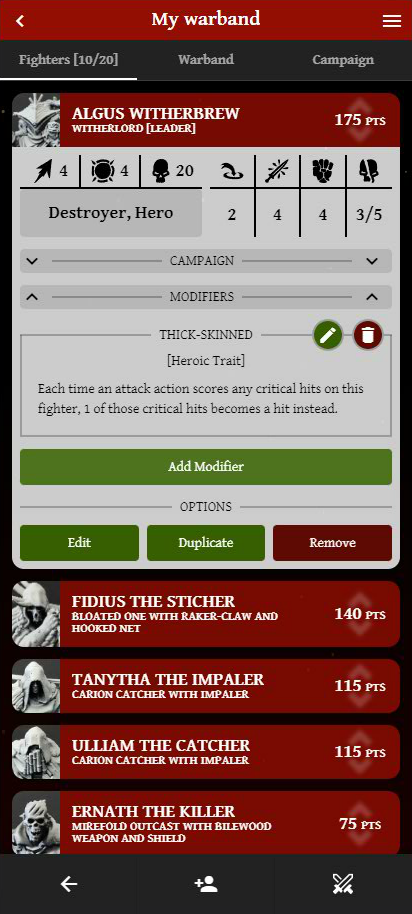 My warband
Fighters [10/20] Warband Campaign
ALGUS WITHERBREW
WITHERLORD [LEADER]
175 PTS
4 4 20
Destroyer, Hero
2 4 4 3/5
CAMPAIGN
MODIFIERS
THICK-SKINNED
[Heroic Trait]
Each time an attack action scores any critical hits on this
fighter, 1 of those critical hits becomes a hit instead.
Add Modifier
OPTIONS
Edit Duplicate Remove
FIDIUS THE STICHER
BLOATED ONE WITH RAKER-CLAW AND
HOOKED NET
140 PTS
TANYTHA THE IMPALER
CARION CATCHER WITH IMPALER
115 PTS
ULLIAM THE CATCHER
CARION CATCHER WITH IMPALER
115 PTS
ERNATH THE KILLER
MIREFOLD OUTCAST WITH BILEWOOD
WEAPON AND SHIELD
75 PTS